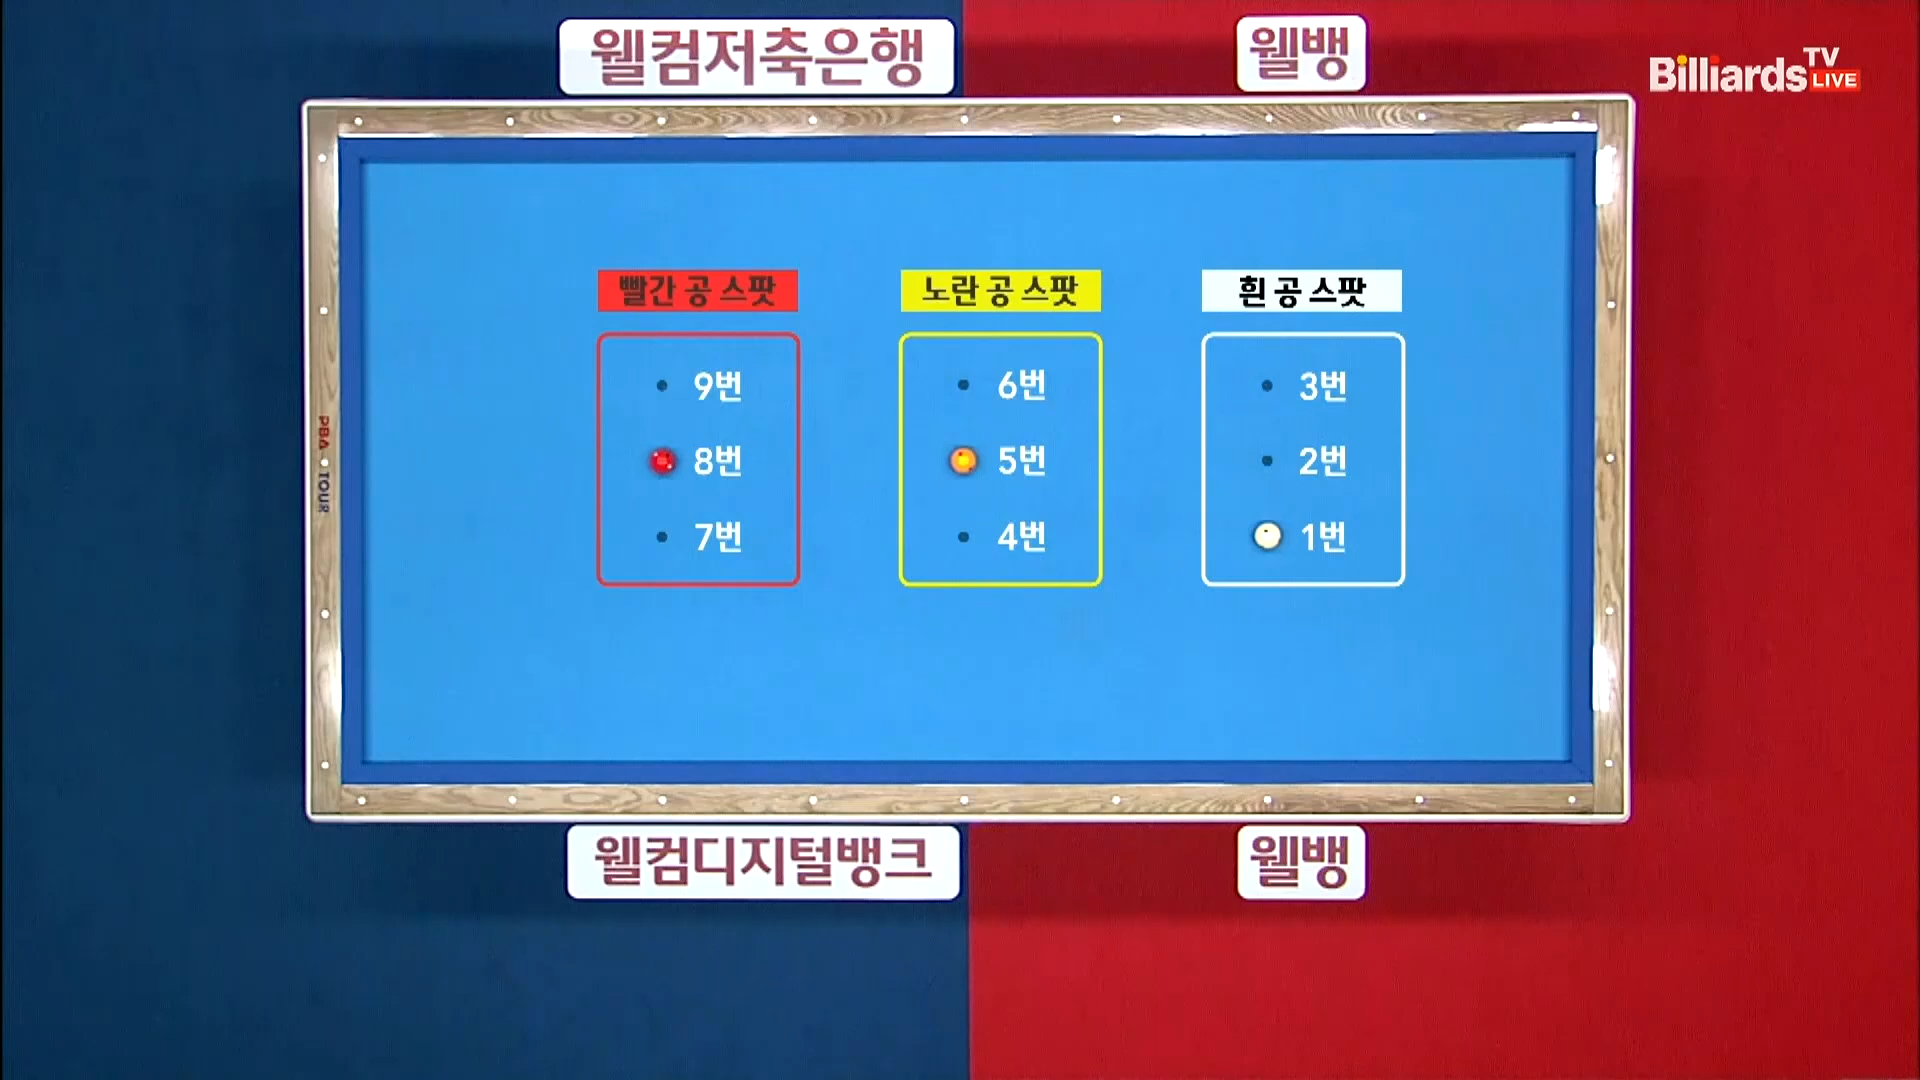 웰컴저축은행
웰뱅
Billiards TV LIVE
빨간 공 스팟
노란 공 스팟
흰 공 스팟
9번
6번
3번
8번
5번
2번
7번
4번
1번
PBA TOUR
웰컴디지털뱅크
웰뱅